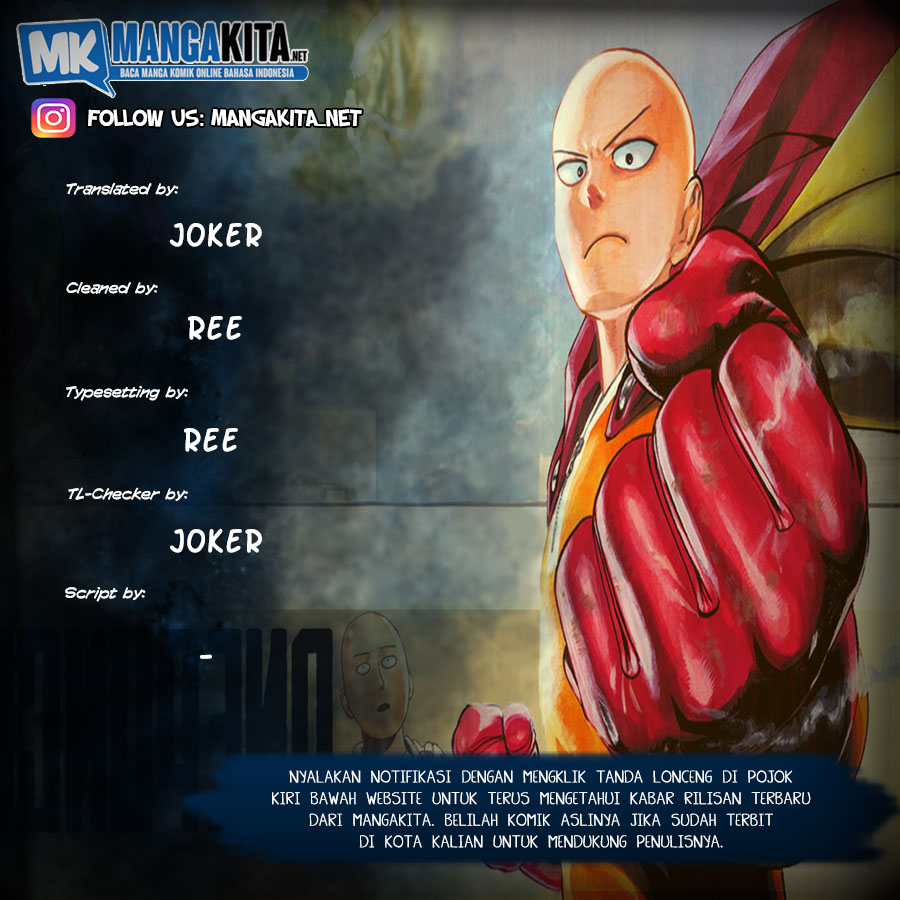 MK MANGAKITA.NET
BACA MANGA KOMIK ONLINE BAHASA INDONESIA
FOLLOW US: MANGAKITA_NET
Translated by:
JOKER
Cleaned by:
REE
Typesetting by:
REE
TL-Checker by:
JOKER
Script by:
-
NYALAKAN NOTIFIKASI DENGAN MENGKLIK TANDA LONCENG DI POJOK
KIRI BAWAH WEBSITE UNTUK TERUS MENGETAHUI KABAR RILISAN TERBARU
DARI MANGAKITA. BELILAH KOMIK ASLINYA JIKA SUDAH TERBIT
DI KOTA KALIAN UNTUK MENDUKUNG PENULISNYA.